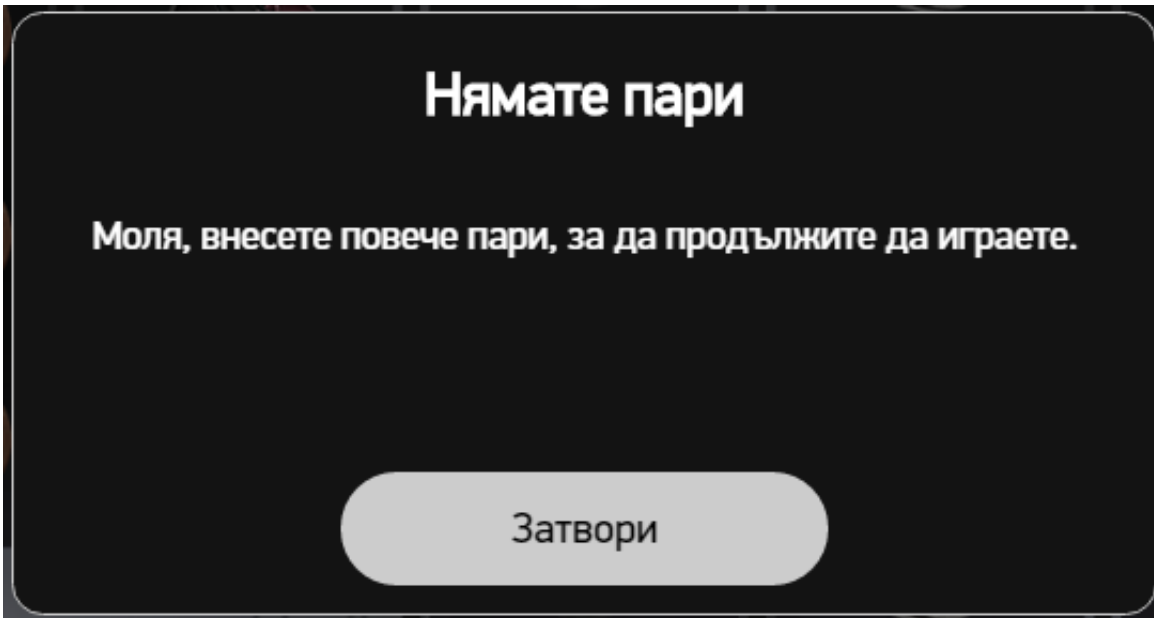 Нямате пари
Моля, внесете повече пари, за да продължите да играете.
Затвори